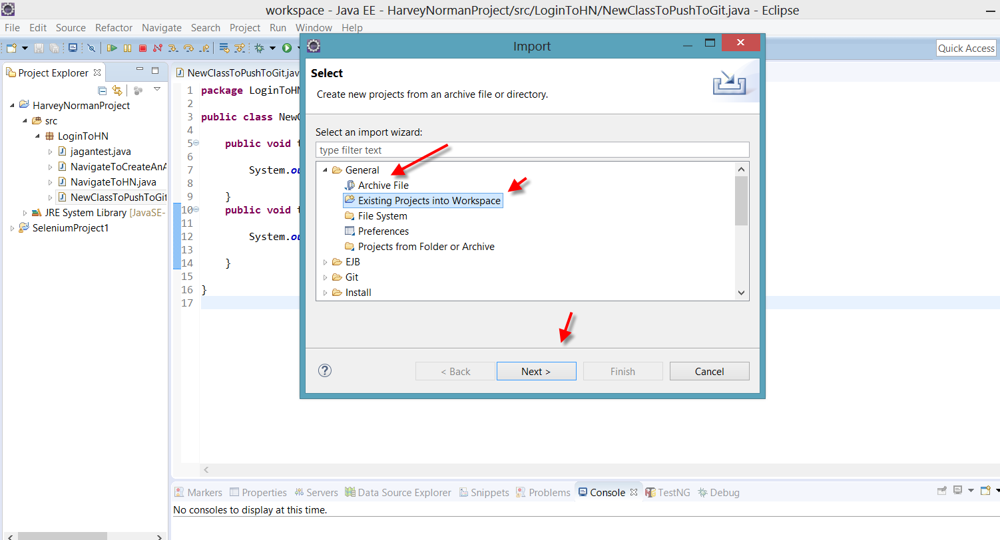 workspace - Java EE - HarveyNormanProject/src/LoginToHN/NewClassToPushToGit.java - Eclipse
File Edit Source Refactor Navigate Search Project Run Window Help
Quick Access
Project Explorer
HarveyNormanProject
src
LoginToHN
jagantest.java
NavigateToCreateAnA
NavigateToHN.java
NewClassToPushToGit
JRE System Library [JavaSE-
SeleniumProject1
NewClassToPushToGit.jav
1 package LoginToHN
2
3 public class NewC
4
5 public void t
6
7 System.ou
8
9 }
10 public void t
11
12 System.ou
13
14 }
15
16 }
17
Import
Select
Create new projects from an archive file or directory.
Select an import wizard:
type filter text
General
Archive File
Existing Projects into Workspace
File System
Preferences
Projects from Folder or Archive
EJB
Git
Install
? < Back Next > Finish Cancel
Markers Properties Servers Data Source Explorer Snippets Problems Console TestNG Debug
No consoles to display at this time.